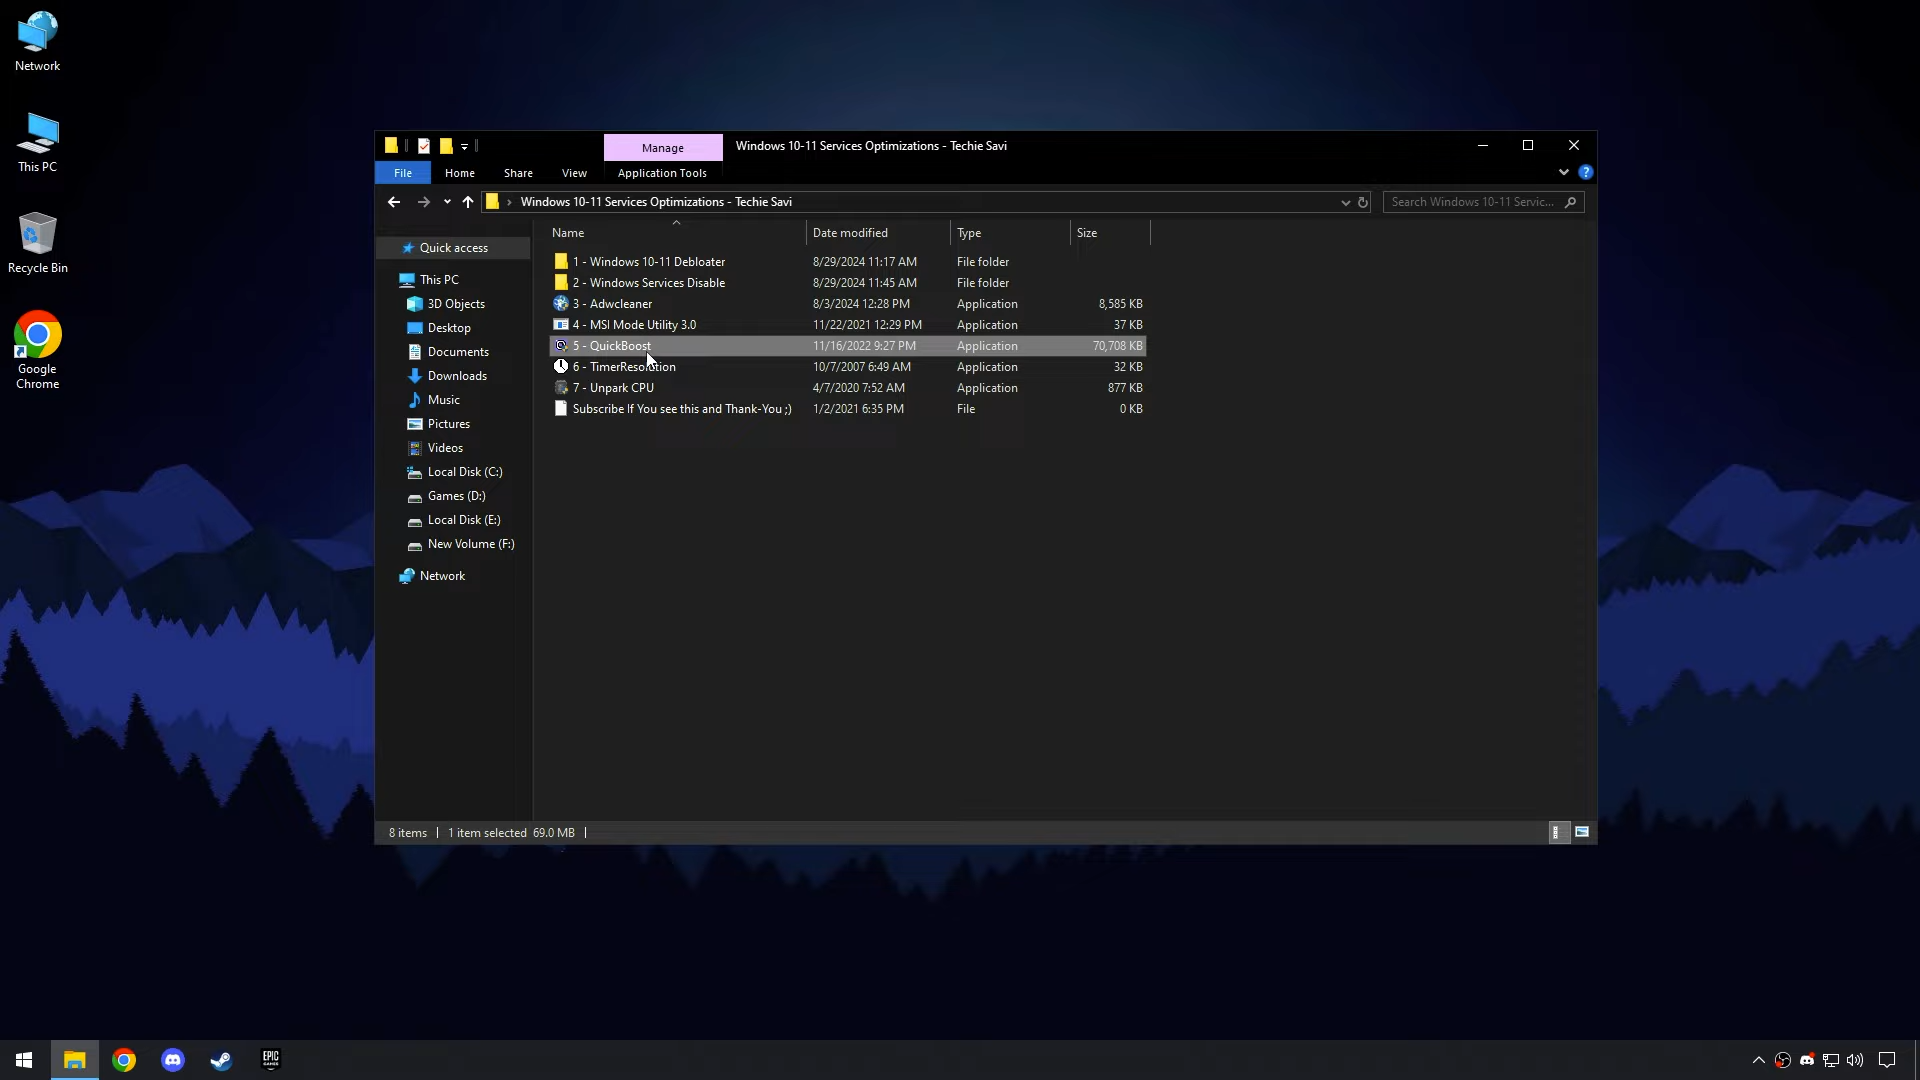 Network
This PC
Recycle Bin
Google
Chrome
Manage
Windows 10-11 Services Optimizations - Techie Savi
File
Home
Share
View
Application Tools
Windows 10-11 Services Optimizations - Techie Savi
Search Windows 10-11 Servic...
Quick access
This PC
3D Objects
Desktop
Documents
Downloads
Music
Pictures
Videos
Local Disk (C:)
Games (D:)
Local Disk (E:)
New Volume (F:)
Network
Name Date modified Type Size
1 - Windows 10-11 Debloater 8/29/2024 11:17 AM File folder
2 - Windows Services Disable 8/29/2024 11:45 AM File folder
3 - Adwcleaner 8/3/2024 12:28 PM Application 8,585 KB
4 - MSI Mode Utility 3.0 11/22/2021 12:29 PM Application 37 KB
5 - QuickBoost 11/16/2022 9:27 PM Application 70,708 KB
6 - TimerResolution 10/7/2007 6:49 AM Application 32 KB
7 - Unpark CPU 4/7/2020 7:52 AM Application 877 KB
Subscribe If You see this and Thank-You ;) 1/2/2021 6:35 PM File 0 KB
8 items 1 item selected 69.0 MB
EPIC
GAMES